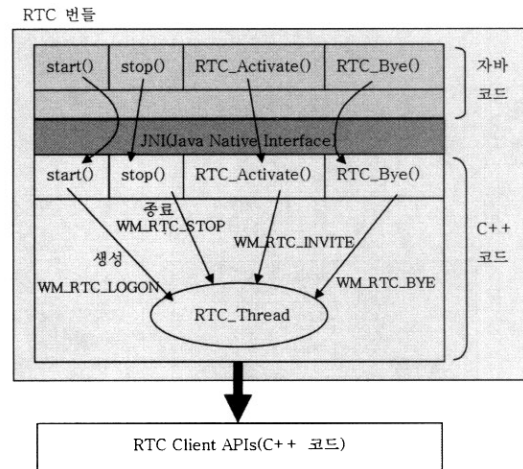 RTC 번들
start() stop() RTC_Activate() RTC_Bye()
자바
코드
JNI(Java Native Interface)
start() stop() RTC_Activate() RTC_Bye()
종료
WM_RTC_STOP
WM_RTC_INVITE
생성
WM_RTC_LOGON
WM_RTC_BYE
C++
코드
RTC_Thread
RTC Client APIs(C++ 코드)